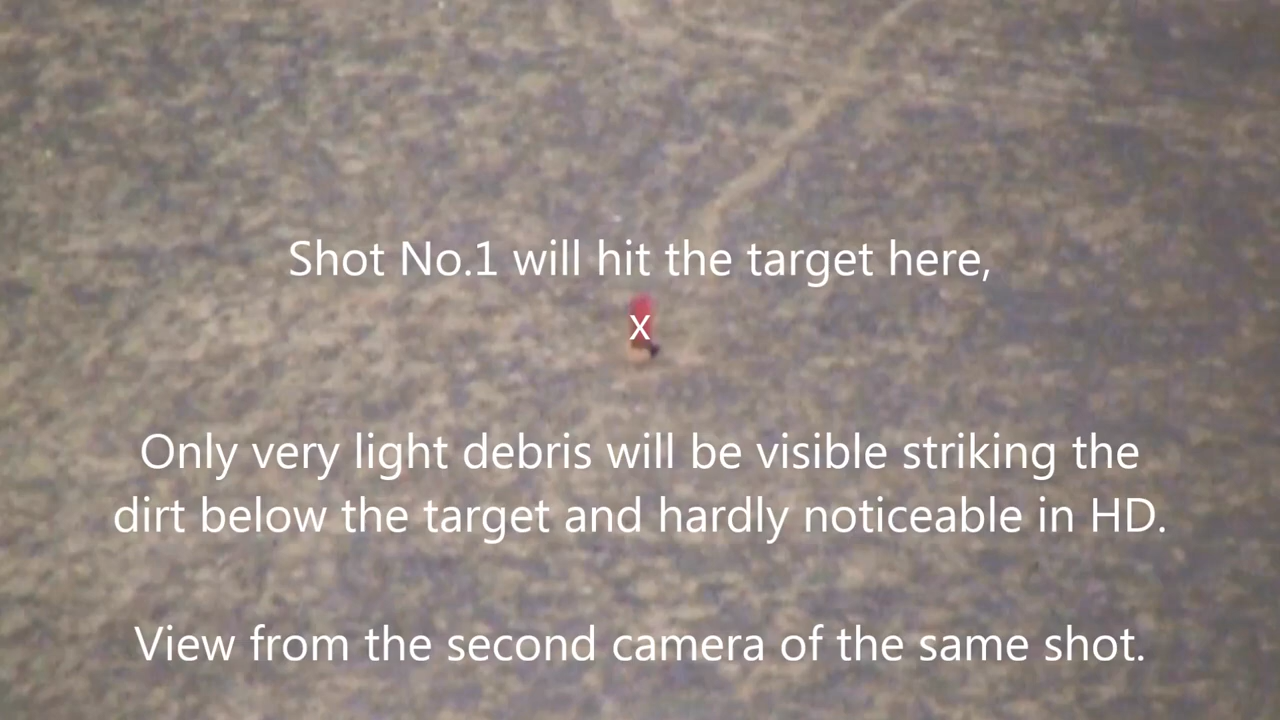 Shot No.1 will hit the target here,
x
Only very light debris will be visible striking the
dirt below the target and hardly noticeable in HD.
View from the second camera of the same shot.